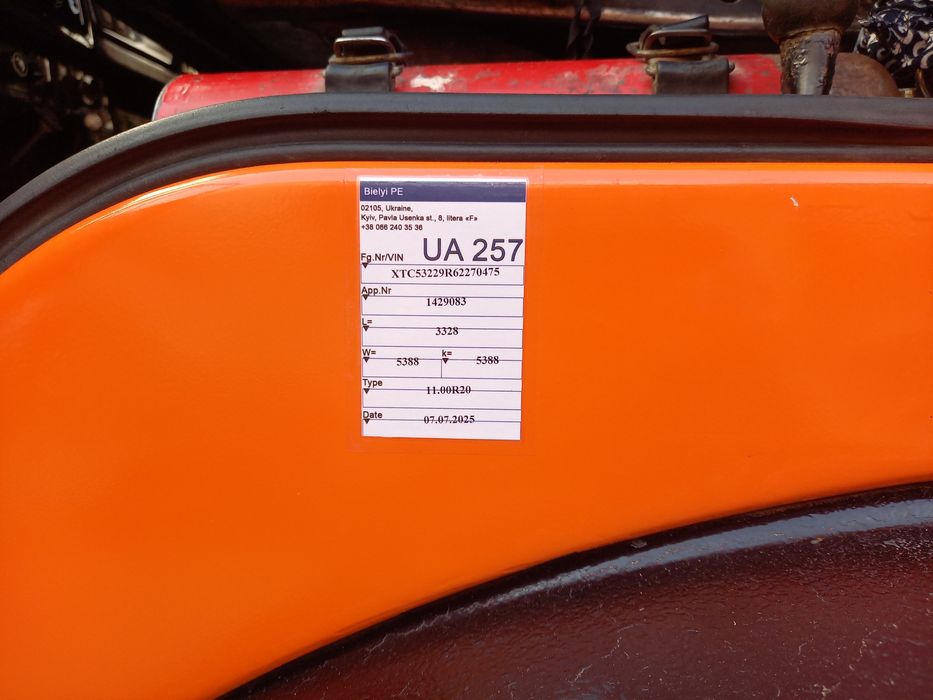 Bielyi PE
02105, Ukraine,
Kyiv, Pavla Usenka st., 8, litera «F»
+38 066 240 35 36
UA 257
Fg.Nr/VIN
XTC53229R62270475
App.Nr
1429083
L=
3328
W= 5388 k= 5388
Type
11.00R20
Date
07.07.2025